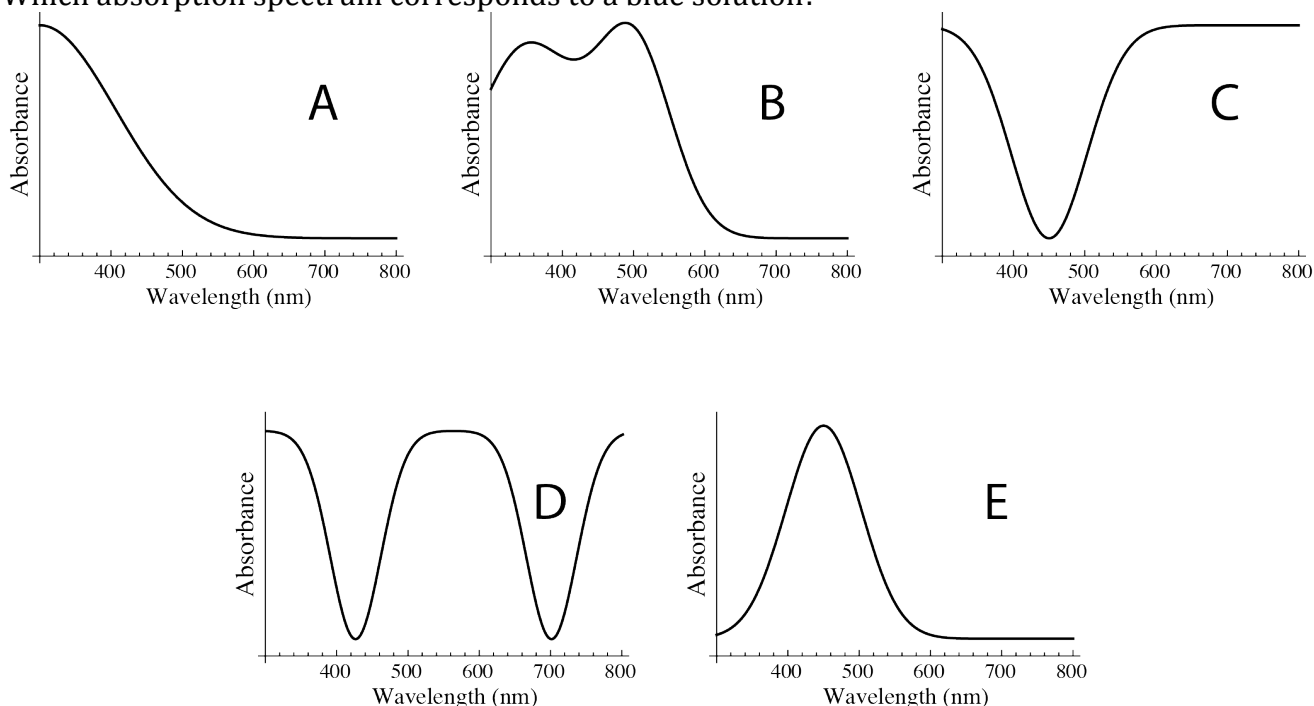 Which absorption spectrum corresponds to a blue solution?
A B C
Absorbance Absorbance Absorbance
400 500 600 700 800 400 500 600 700 800 400 500 600 700 800
Wavelength (nm) Wavelength (nm) Wavelength (nm)
D E
Absorbance Absorbance
400 500 600 700 800 400 500 600 700 800
Wavelength (nm) Wavelength (nm)